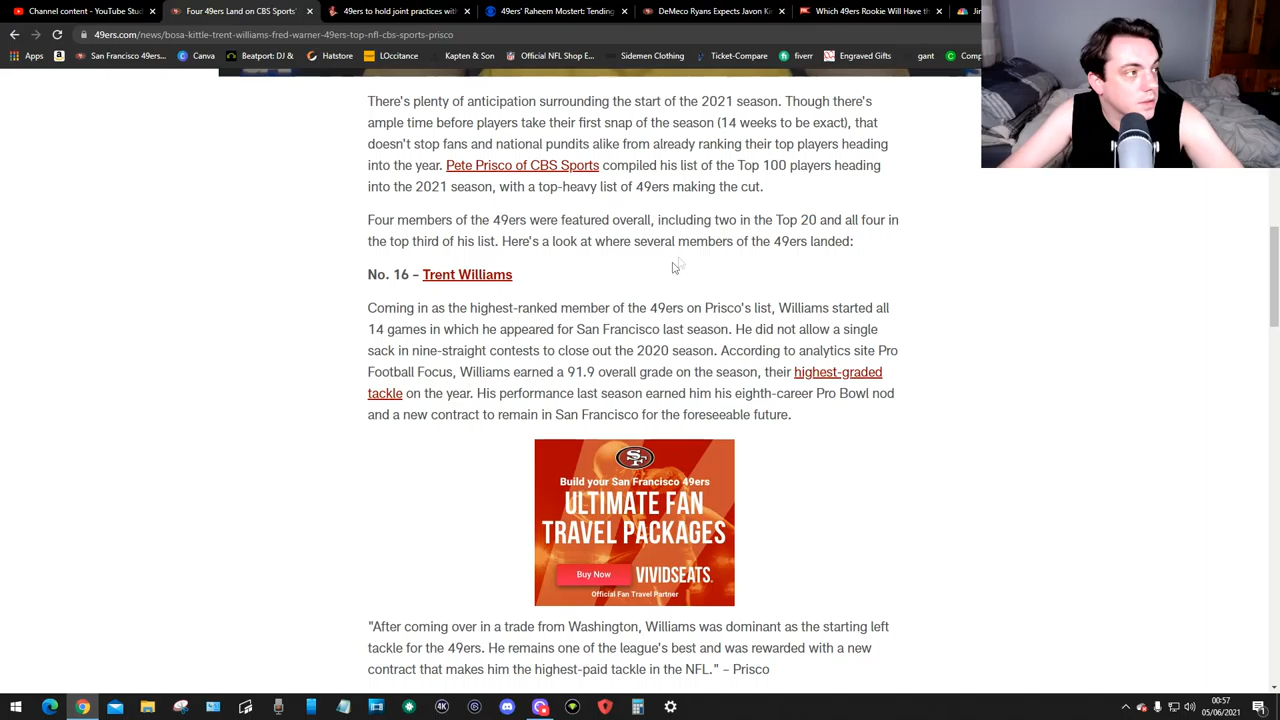 Channel content - YouTube Stud
Four 49ers Land on CBS Sports'
49ers to hold joint practices with
49ers' Raheem Mostert: Tending
DeMeco Ryans Expects Javon Kin
Which 49ers Rookie Will Have th
Jin
49ers.com/news/bosa-kittle-trent-williams-fred-warner-49ers-top-nfl-cbs-sports-prisco
Apps San Francisco 49ers... Canva Beatport: DJ & Hatstore LOccitance Kapten & Son Official NFL Shop E... Sidemen Clothing Ticket-Compare fiverr Engraved Gifts gant Comp
There's plenty of anticipation surrounding the start of the 2021 season. Though there's
ample time before players take their first snap of the season (14 weeks to be exact), that
doesn't stop fans and national pundits alike from already ranking their top players heading
into the year. Pete Prisco of CBS Sports compiled his list of the Top 100 players heading
into the 2021 season, with a top-heavy list of 49ers making the cut.
Four members of the 49ers were featured overall, including two in the Top 20 and all four in
the top third of his list. Here's a look at where several members of the 49ers landed:
No. 16 – Trent Williams
Coming in as the highest-ranked member of the 49ers on Prisco's list, Williams started all
14 games in which he appeared for San Francisco last season. He did not allow a single
sack in nine-straight contests to close out the 2020 season. According to analytics site Pro
Football Focus, Williams earned a 91.9 overall grade on the season, their highest-graded
tackle on the year. His performance last season earned him his eighth-career Pro Bowl nod
and a new contract to remain in San Francisco for the foreseeable future.
SF
Build your San Francisco 49ers
ULTIMATE FAN
TRAVEL PACKAGES
Buy Now VIVIDSEATS.
Official Fan Travel Partner
"After coming over in a trade from Washington, Williams was dominant as the starting left
tackle for the 49ers. He remains one of the league's best and was rewarded with a new
contract that makes him the highest-paid tackle in the NFL." – Prisco
00:57
05/06/2021